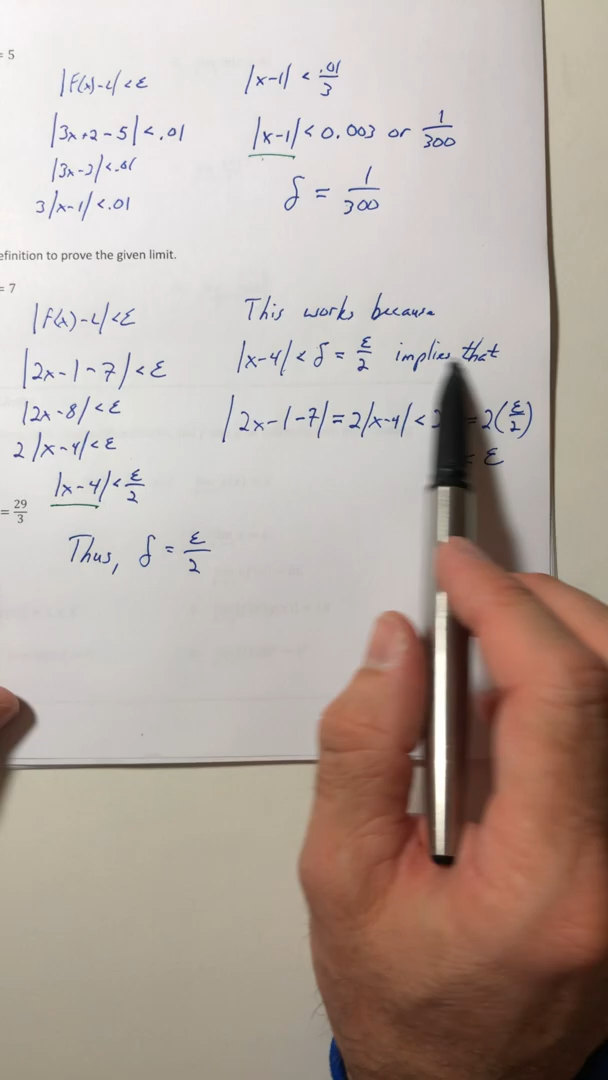 = 5
|F(x)-L|<ε
|3x+2-5|<.01
|3x-3|<.01
3|x-1|<.01
|x-1| < .01/3
|x-1| < 0.003 or 1/300
δ = 1/300
efinition to prove the given limit.
= 7
|F(x)-L|<ε
|2x-1-7|<ε
|2x-8|<ε
2|x-4|<ε
|x-4|<ε/2
= 29/3
Thus, δ = ε/2
This works because
|x-4| < δ = ε/2 implies that
|2x-1-7| = 2|x-4| < 2 = 2(ε/2)
ε